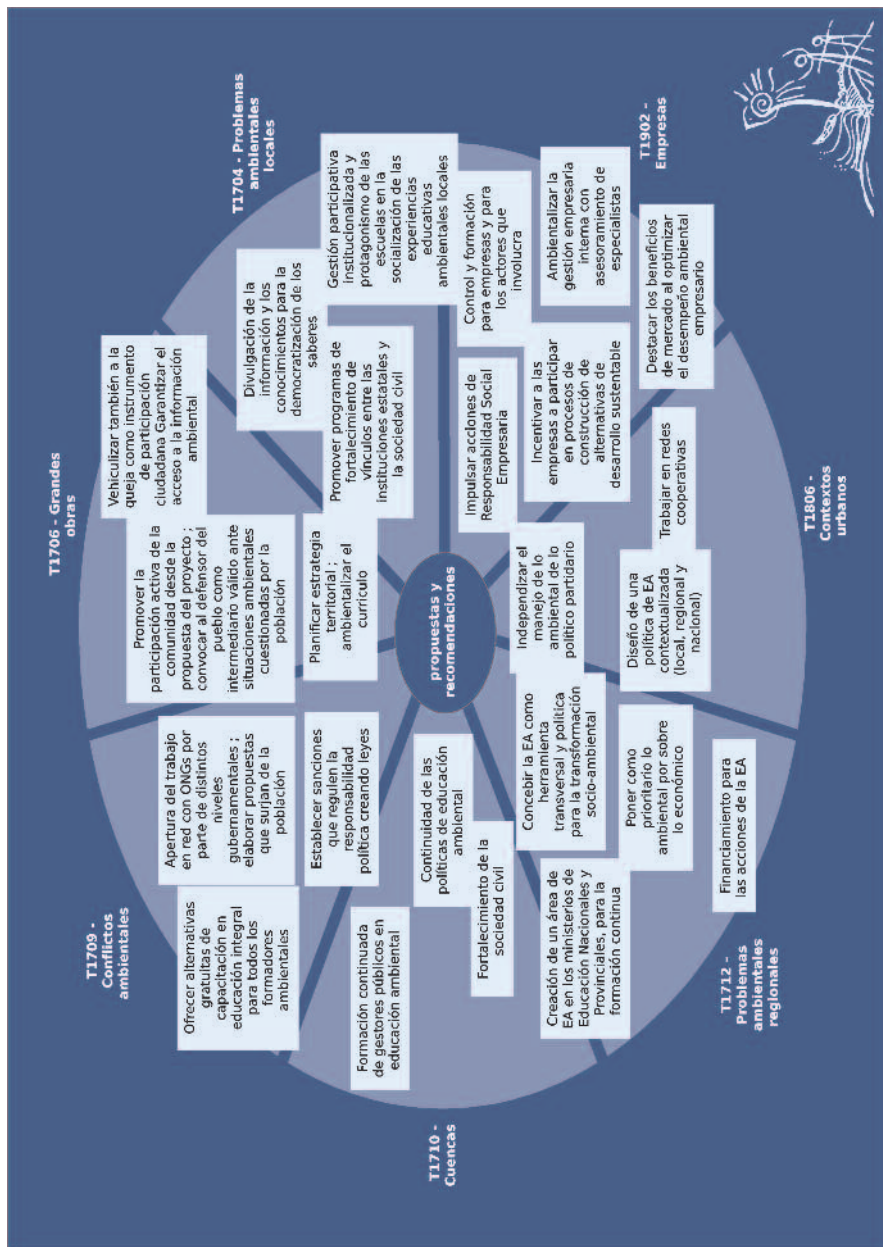 T1709 -
Conflictos
ambientales
T1706 - Grandes
obras
T1704 - Problemas
ambientales
locales
T1710 -
Cuencas
T1902 -
Empresas
T1712 -
Problemas
ambientales
regionales
T1806 -
Contextos
urbanos
propuestas y
recomendaciones
Ofrecer alternativas
gratuitas de
capacitación en
educación integral
para todos los
formadores
ambientales
Apertura del trabajo
en red con ONGs por
parte de distintos
niveles
gubernamentales ;
elaborar propuestas
que surjan de la
población
Establecer sanciones
que regulen la
responsabilidad
política creando leyes
Vehiculizar también a la
queja como instrumento
de participación
ciudadana Garantizar el
acceso a la información
ambiental
Promover la
participación activa de la
comunidad desde la
propuesta del proyecto ;
convocar al defensor del
pueblo como
intermediario válido ante
situaciones ambientales
cuestionadas por la
población
Planificar estrategia
territorial ;
ambientalizar el
currículo
Divulgación de la
información y los
conocimientos para la
democratización de los
saberes
Gestión participativa
institucionalizada y
protagonismo de las
escuelas en la
socialización de las
experiencias
educativas
ambientales locales
Promover programas de
fortalecimiento de
vínculos entre las
instituciones estatales y
la sociedad civil
Formación continuada
de gestores públicos en
educación ambiental
Continuidad de las
políticas de educación
ambiental
Fortalecimiento de la
sociedad civil
Impulsar acciones de
Responsabilidad Social
Empresaria
Control y formación
para empresas y para
los actores que
involucra
Incentivar a las
empresas a participar
en procesos de
construcción de
alternativas de
desarrollo sustentable
Ambientalizar la
gestión empresaria
interna con
asesoramiento de
especialistas
Destacar los beneficios
de mercado al optimizar
el desempeño ambiental
empresario
Creación de un área de
EA en los ministerios de
Educación Nacionales y
Provinciales, para la
formación continua
Concebir la EA como
herramienta
transversal y política
para la transformación
socio-ambiental
Poner como
prioritario lo
ambiental por sobre
lo económico
Financiamiento para
las acciones de la EA
Independizar el
manejo de lo
ambiental de lo
político partidario
Diseño de una
política de EA
contextualizada
(local, regional y
nacional)
Trabajar en redes
cooperativas